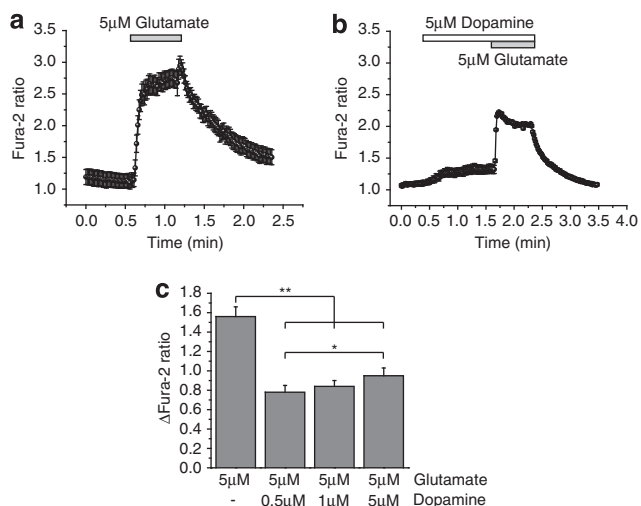 a
5μM Glutamate
3.5
3.0
2.5
2.0
1.5
1.0
Fura-2 ratio
0.0 0.5 1.0 1.5 2.0 2.5
Time (min)
b
5μM Dopamine
5μM Glutamate
3.5
3.0
2.5
2.0
1.5
1.0
Fura-2 ratio
0.0 0.5 1.0 1.5 2.0 2.5 3.0 3.5 4.0
Time (min)
c
1.8
1.6
1.4
1.2
1.0
0.8
0.6
0.4
0.2
0.0
ΔFura-2 ratio
**
*
5μM 5μM 5μM 5μM Glutamate
- 0.5μM 1μM 5μM Dopamine